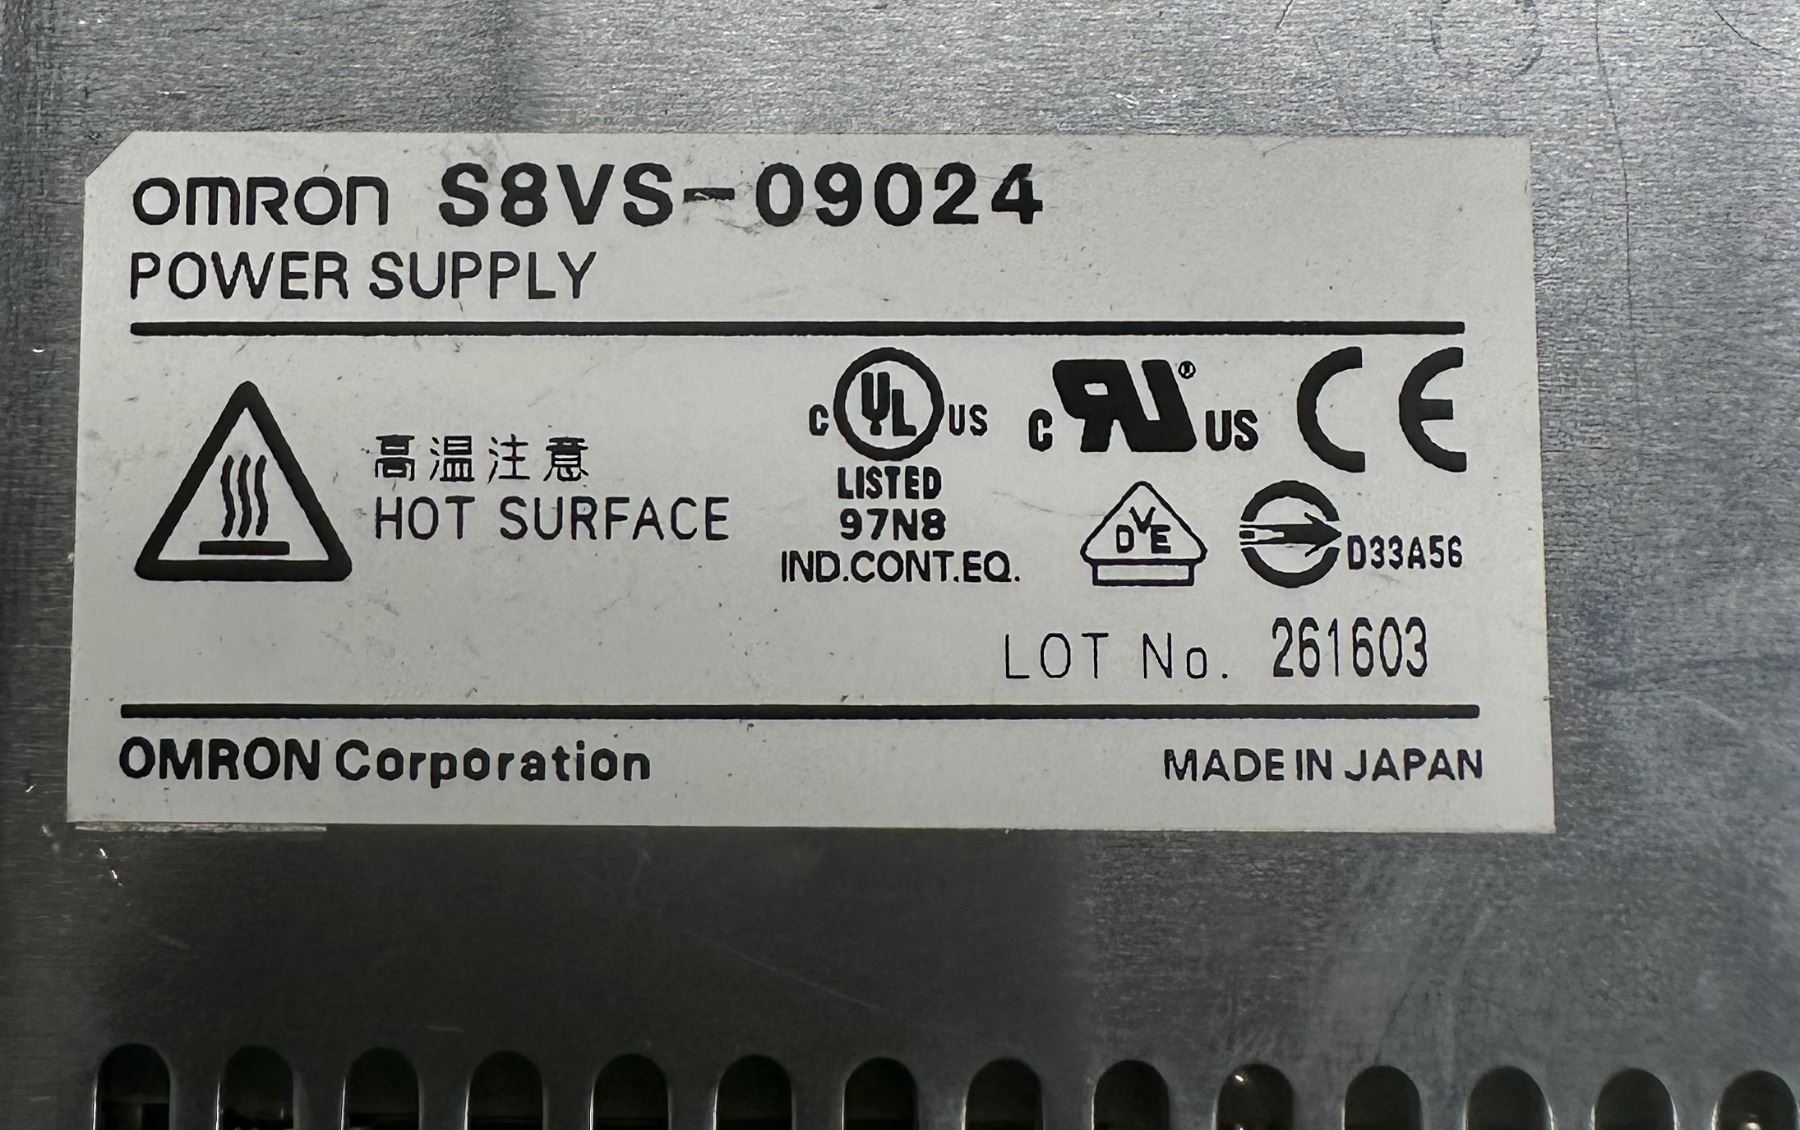 OMRON S8VS-09024
POWER SUPPLY
高温注意
HOT SURFACE
C UL US
LISTED
97N8
IND.CONT.EQ.
C RU® US
CE
DVE
D33A56
LOT No. 261603
OMRON Corporation
MADE IN JAPAN